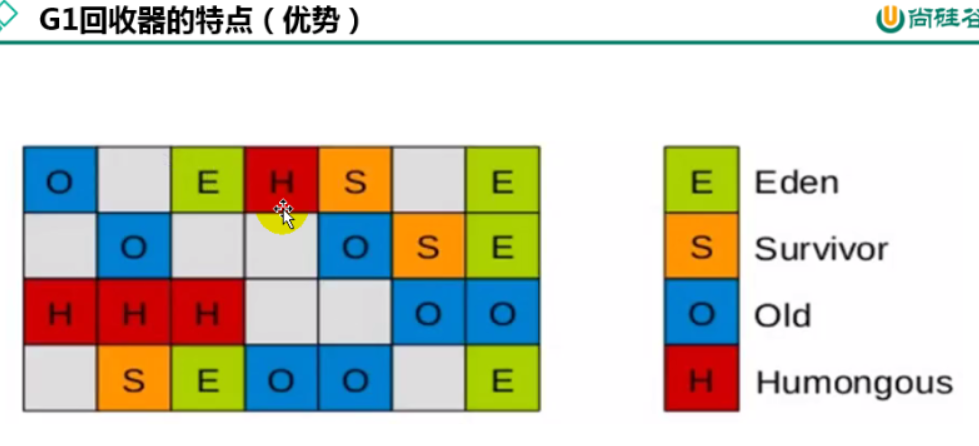 G1回收器的特点（优势） 尚硅谷
O E H S E E Eden
O O S E S Survivor
H H H O O O Old
S E O O E H Humongous